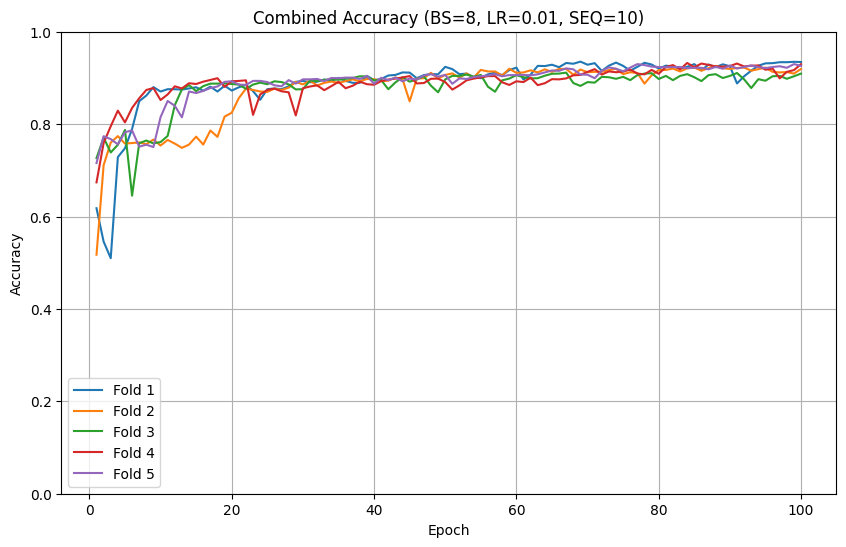 Combined Accuracy (BS=8, LR=0.01, SEQ=10)
1.0
0.8
0.6
0.4
0.2
0.0
Accuracy
Fold 1
Fold 2
Fold 3
Fold 4
Fold 5
0 20 40 60 80 100
Epoch